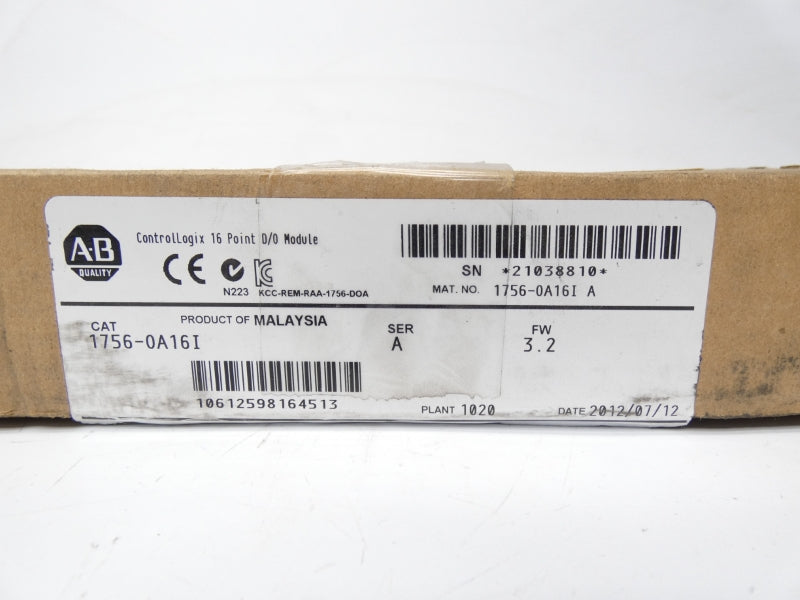 A-B
QUALITY
ControlLogix 16 Point D/O Module
N223 KCC-REM-RAA-1756-DOA
SN *21038810*
MAT. NO. 1756-OA16I A
CAT
1756-OA16I
PRODUCT OF MALAYSIA
SER
A
FW
3.2
10612598164513
PLANT 1020
DATE 2012/07/12